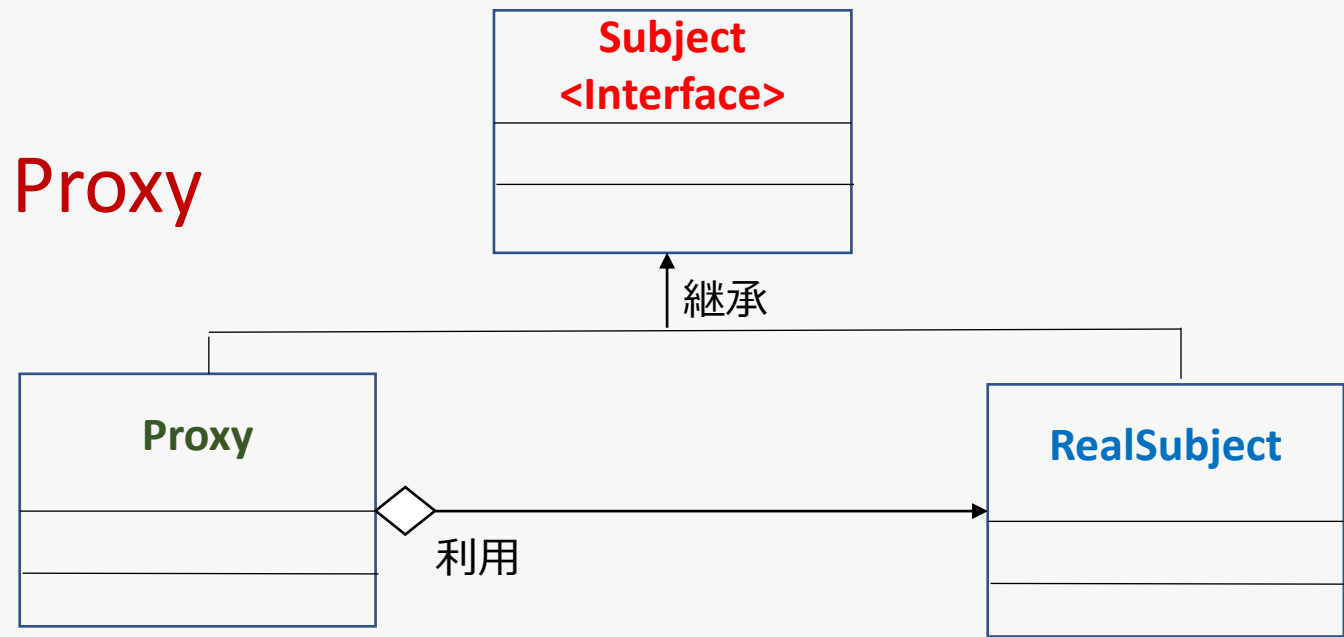 Subject
<Interface>
Proxy
継承
Proxy
RealSubject
利用